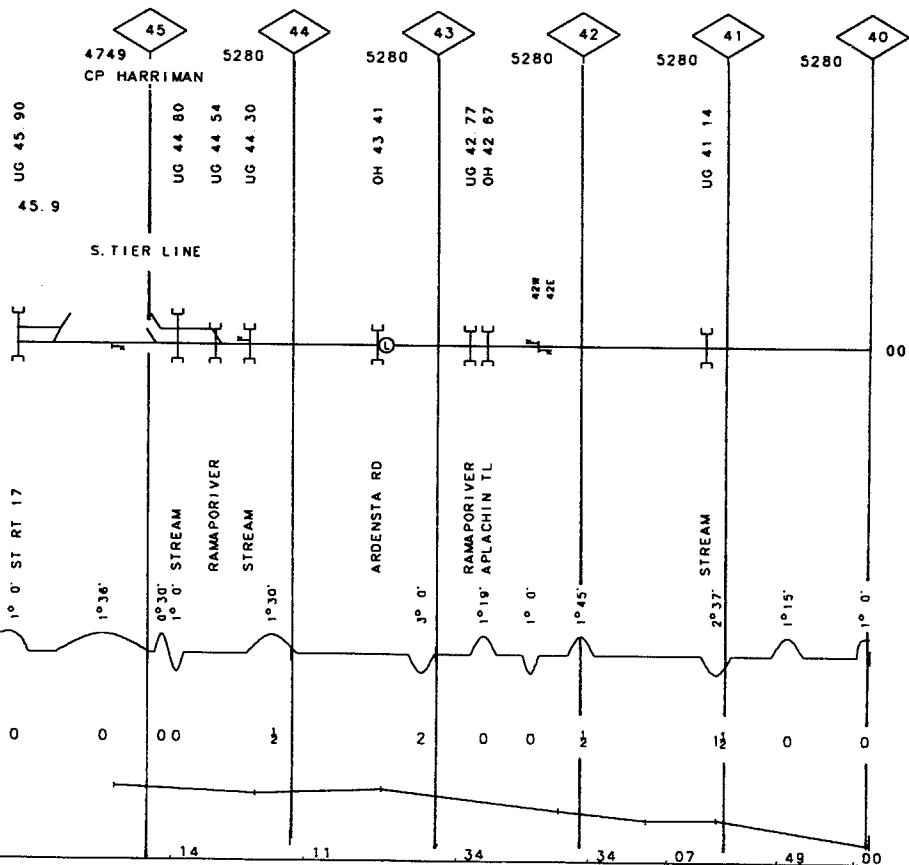 45 44 43 42 41 40
4749 5280 5280 5280 5280 5280
CP HARRIMAN
UG 45.90
UG 44 80
UG 44.54
UG 44.30
OH 43 41
UG 42.77
OH 42 67
UG 41 14
45.9
S. TIER LINE
42W
42E
L
00
ST RT 17
STREAM
RAMAPORIVER
STREAM
ARDENSTA RD
RAMAPORIVER
APLACHIN TL
STREAM
1° 0'
1°36'
0°30'
1° 0'
1°30'
3° 0'
1°19'
1° 0'
1°45'
2°37'
1°15'
1° 0'
0 0 0 0 ½ 2 0 0 ½ 1½ 0 0
14 11 34 34 07 49 00